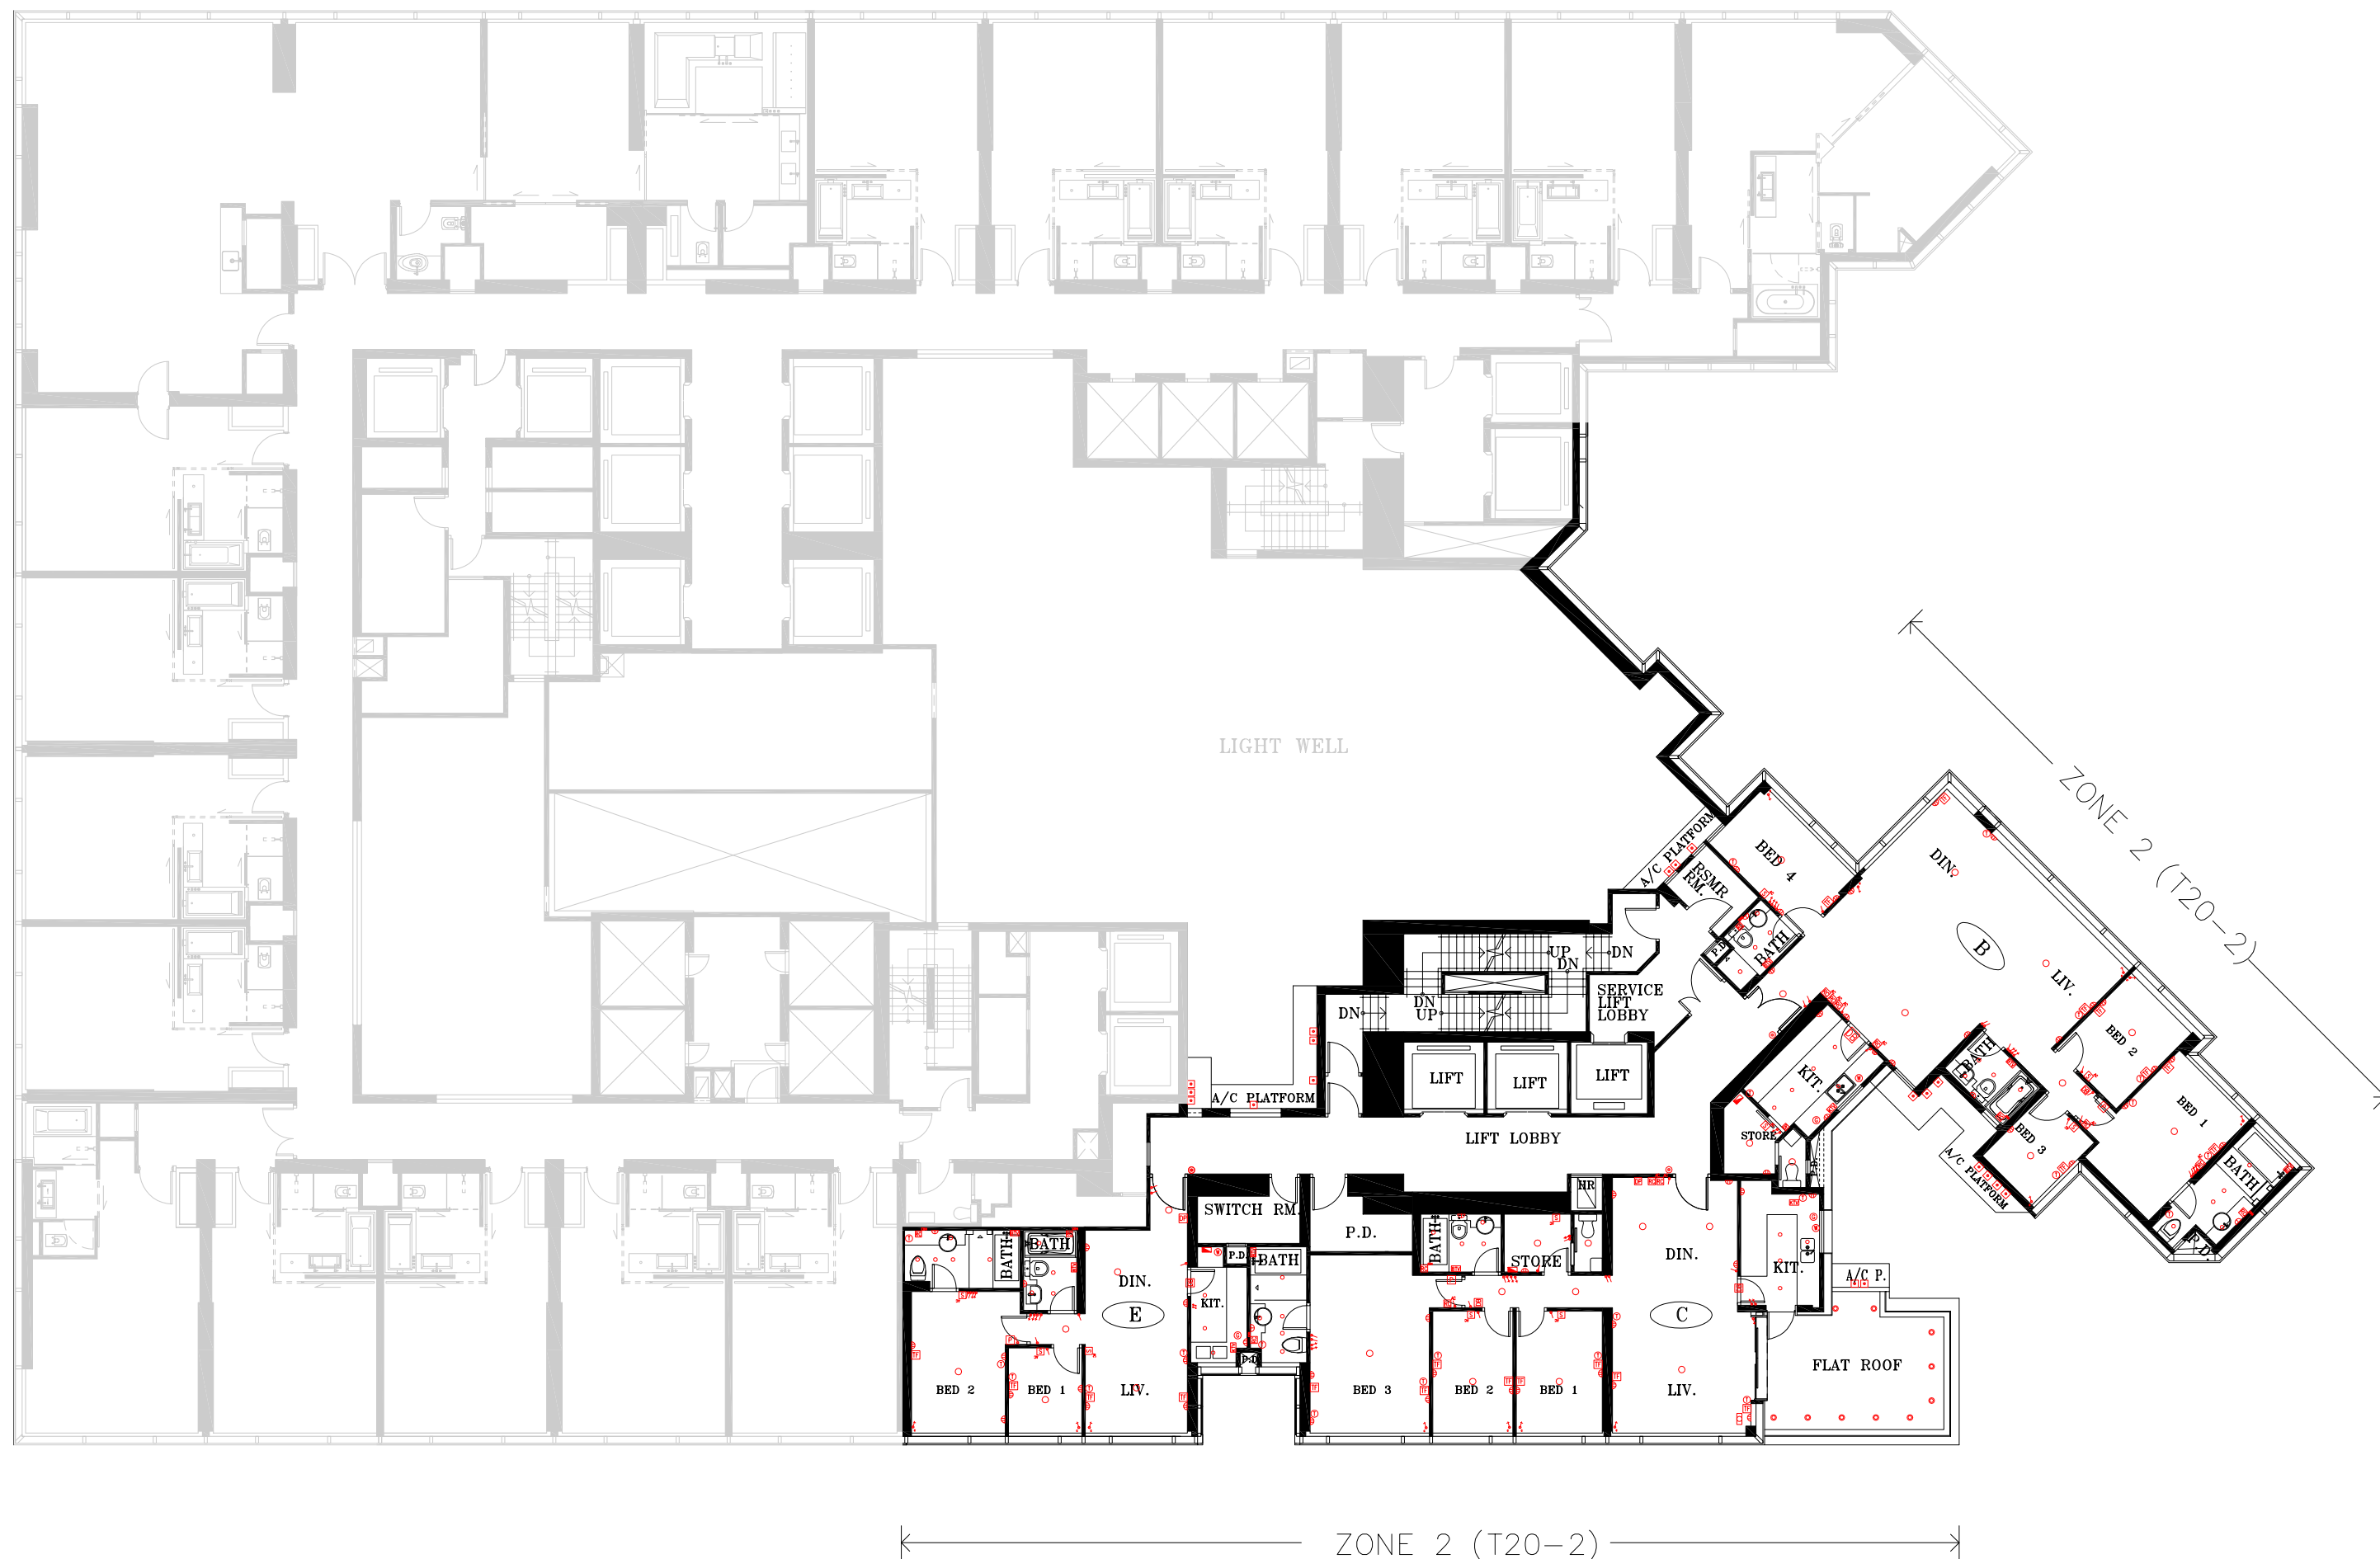 LIGHT WELL
ZONE 2 (T20-2)
A/C PLATFORM
BED 4
RSMR
RM.
DIN.
B
BATH
P.D.
LIV.
UP
DN
DN
DN
UP
DN
SERVICE
LIFT
LOBBY
BED 2
BATH
KIT.
LIFT
LIFT
LIFT
A/C PLATFORM
BED 1
BED 3
LIFT LOBBY
STORE
P.D.
A/C PLATFORM
BATH
P.D.
HR
SWITCH RM.
P.D.
BATH
STORE
DIN.
KIT.
A/C P.
BATH
BATH
P.D.
BATH
DIN.
E
KIT.
C
P.D.
FLAT ROOF
BED 2
BED 1
LIV.
BED 3
BED 2
BED 1
LIV.
ZONE 2 (T20-2)